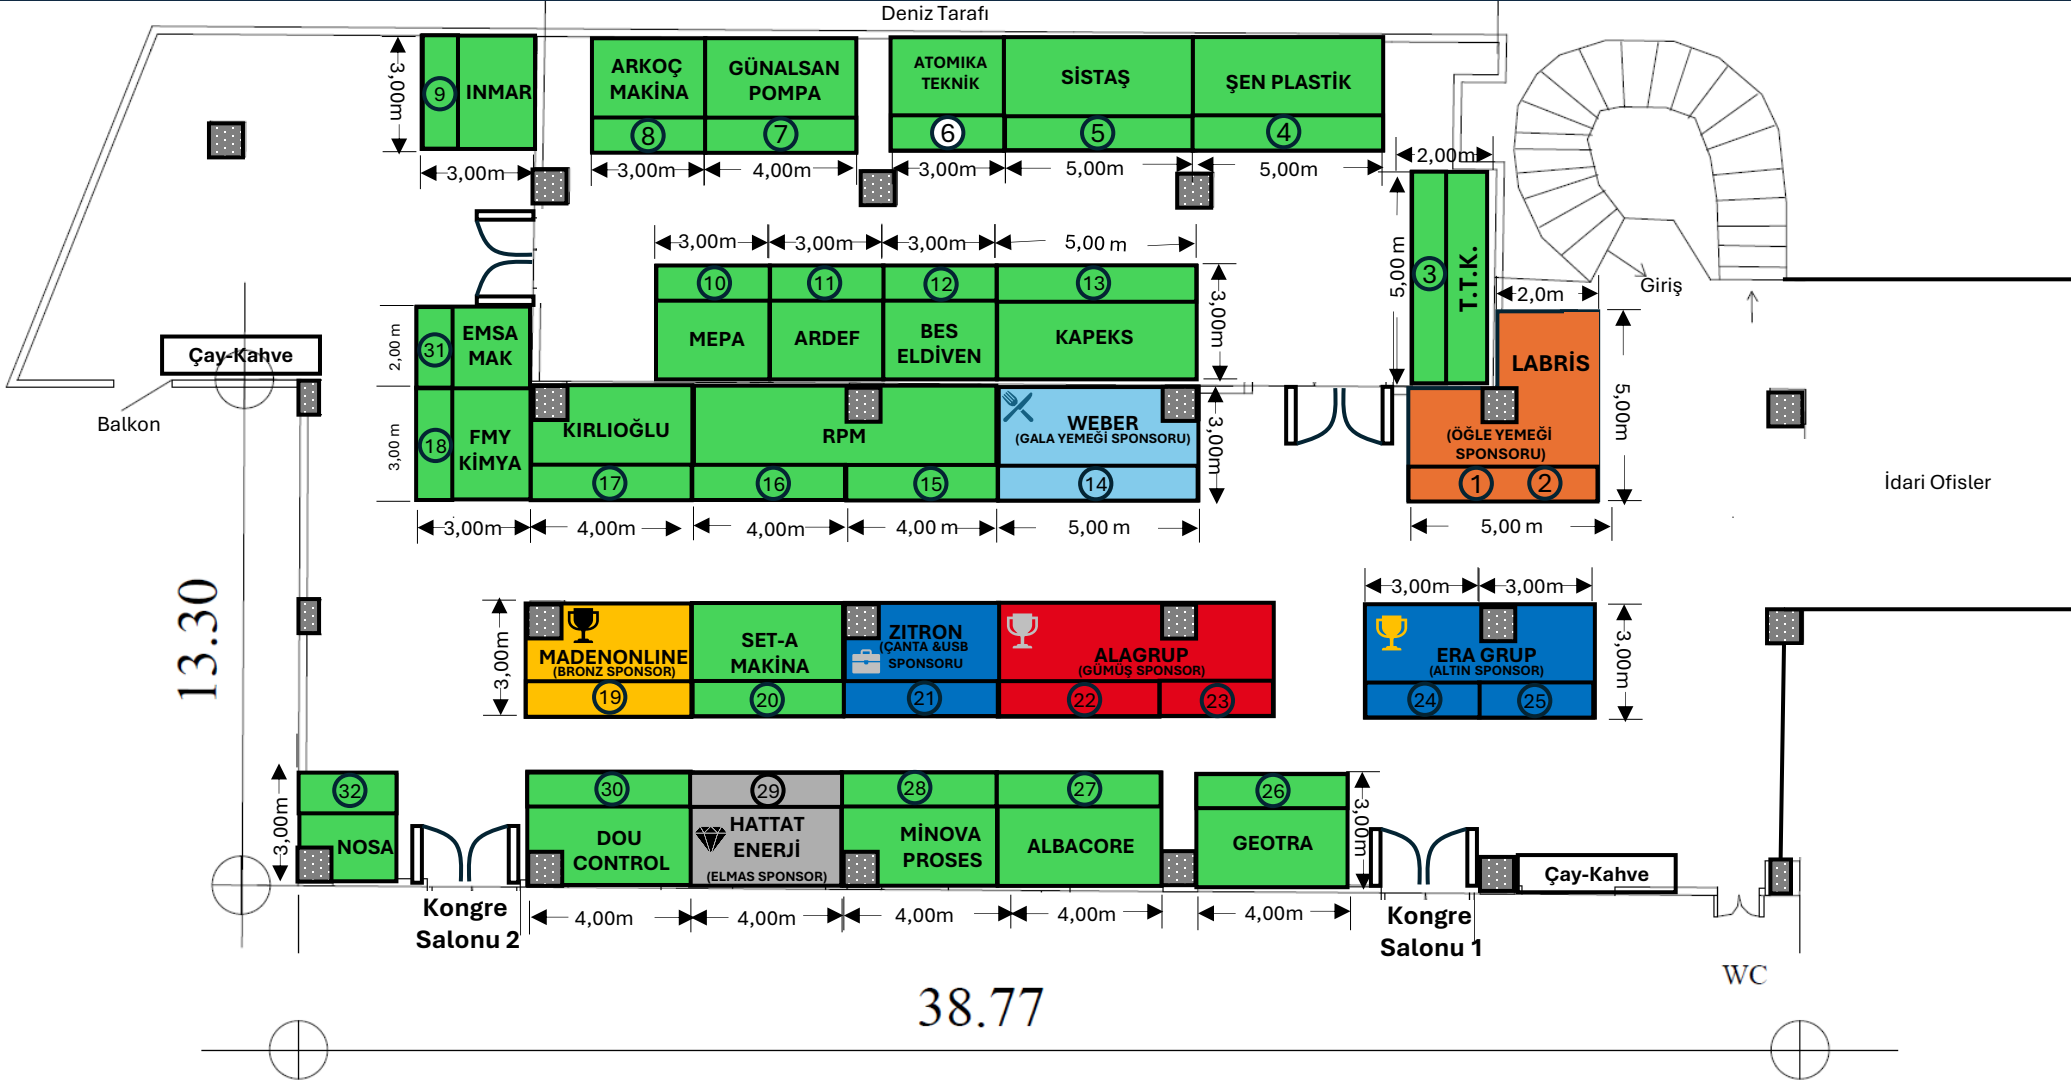 Deniz Tarafı
3,00m
9
INMAR
3,00m
ARKOÇ
MAKİNA
8
3,00m
GÜNALSAN
POMPA
7
4,00m
ATOMIKA
TEKNİK
6
3,00m
SİSTAŞ
5
5,00m
ŞEN PLASTİK
4
5,00m
2,00m
5,00 m
3
T.T.K.
Giriş
3,00m
3,00m
3,00m
5,00 m
10
11
12
13
MEPA
ARDEF
BES
ELDİVEN
KAPEKS
3,00m
2,0m
LABRİS
(ÖĞLE YEMEĞİ
SPONSORU)
1
2
5,00m
5,00 m
İdari Ofisler
Çay-Kahve
Balkon
2,00 m
31
EMSA
MAK
3,00 m
18
FMY
KİMYA
KIRLIOĞLU
17
RPM
16
15
WEBER
(GALA YEMEĞİ SPONSORU)
14
3,00m
3,00m
4,00m
4,00m
4,00 m
5,00 m
13.30
3,00m
MADENONLINE
(BRONZ SPONSOR)
19
SET-A
MAKİNA
20
ZITRON
(ÇANTA &USB
SPONSORU
21
ALAGRUP
(GÜMÜŞ SPONSOR)
22
23
3,00m
3,00m
ERA GRUP
(ALTIN SPONSOR)
24
25
3,00m
3,00m
32
NOSA
30
DOU
CONTROL
29
HATTAT
ENERJİ
(ELMAS SPONSOR)
28
MİNOVA
PROSES
27
ALBACORE
26
GEOTRA
3,00m
Çay-Kahve
Kongre
Salonu 2
4,00m
4,00m
4,00m
4,00m
4,00m
Kongre
Salonu 1
WC
38.77